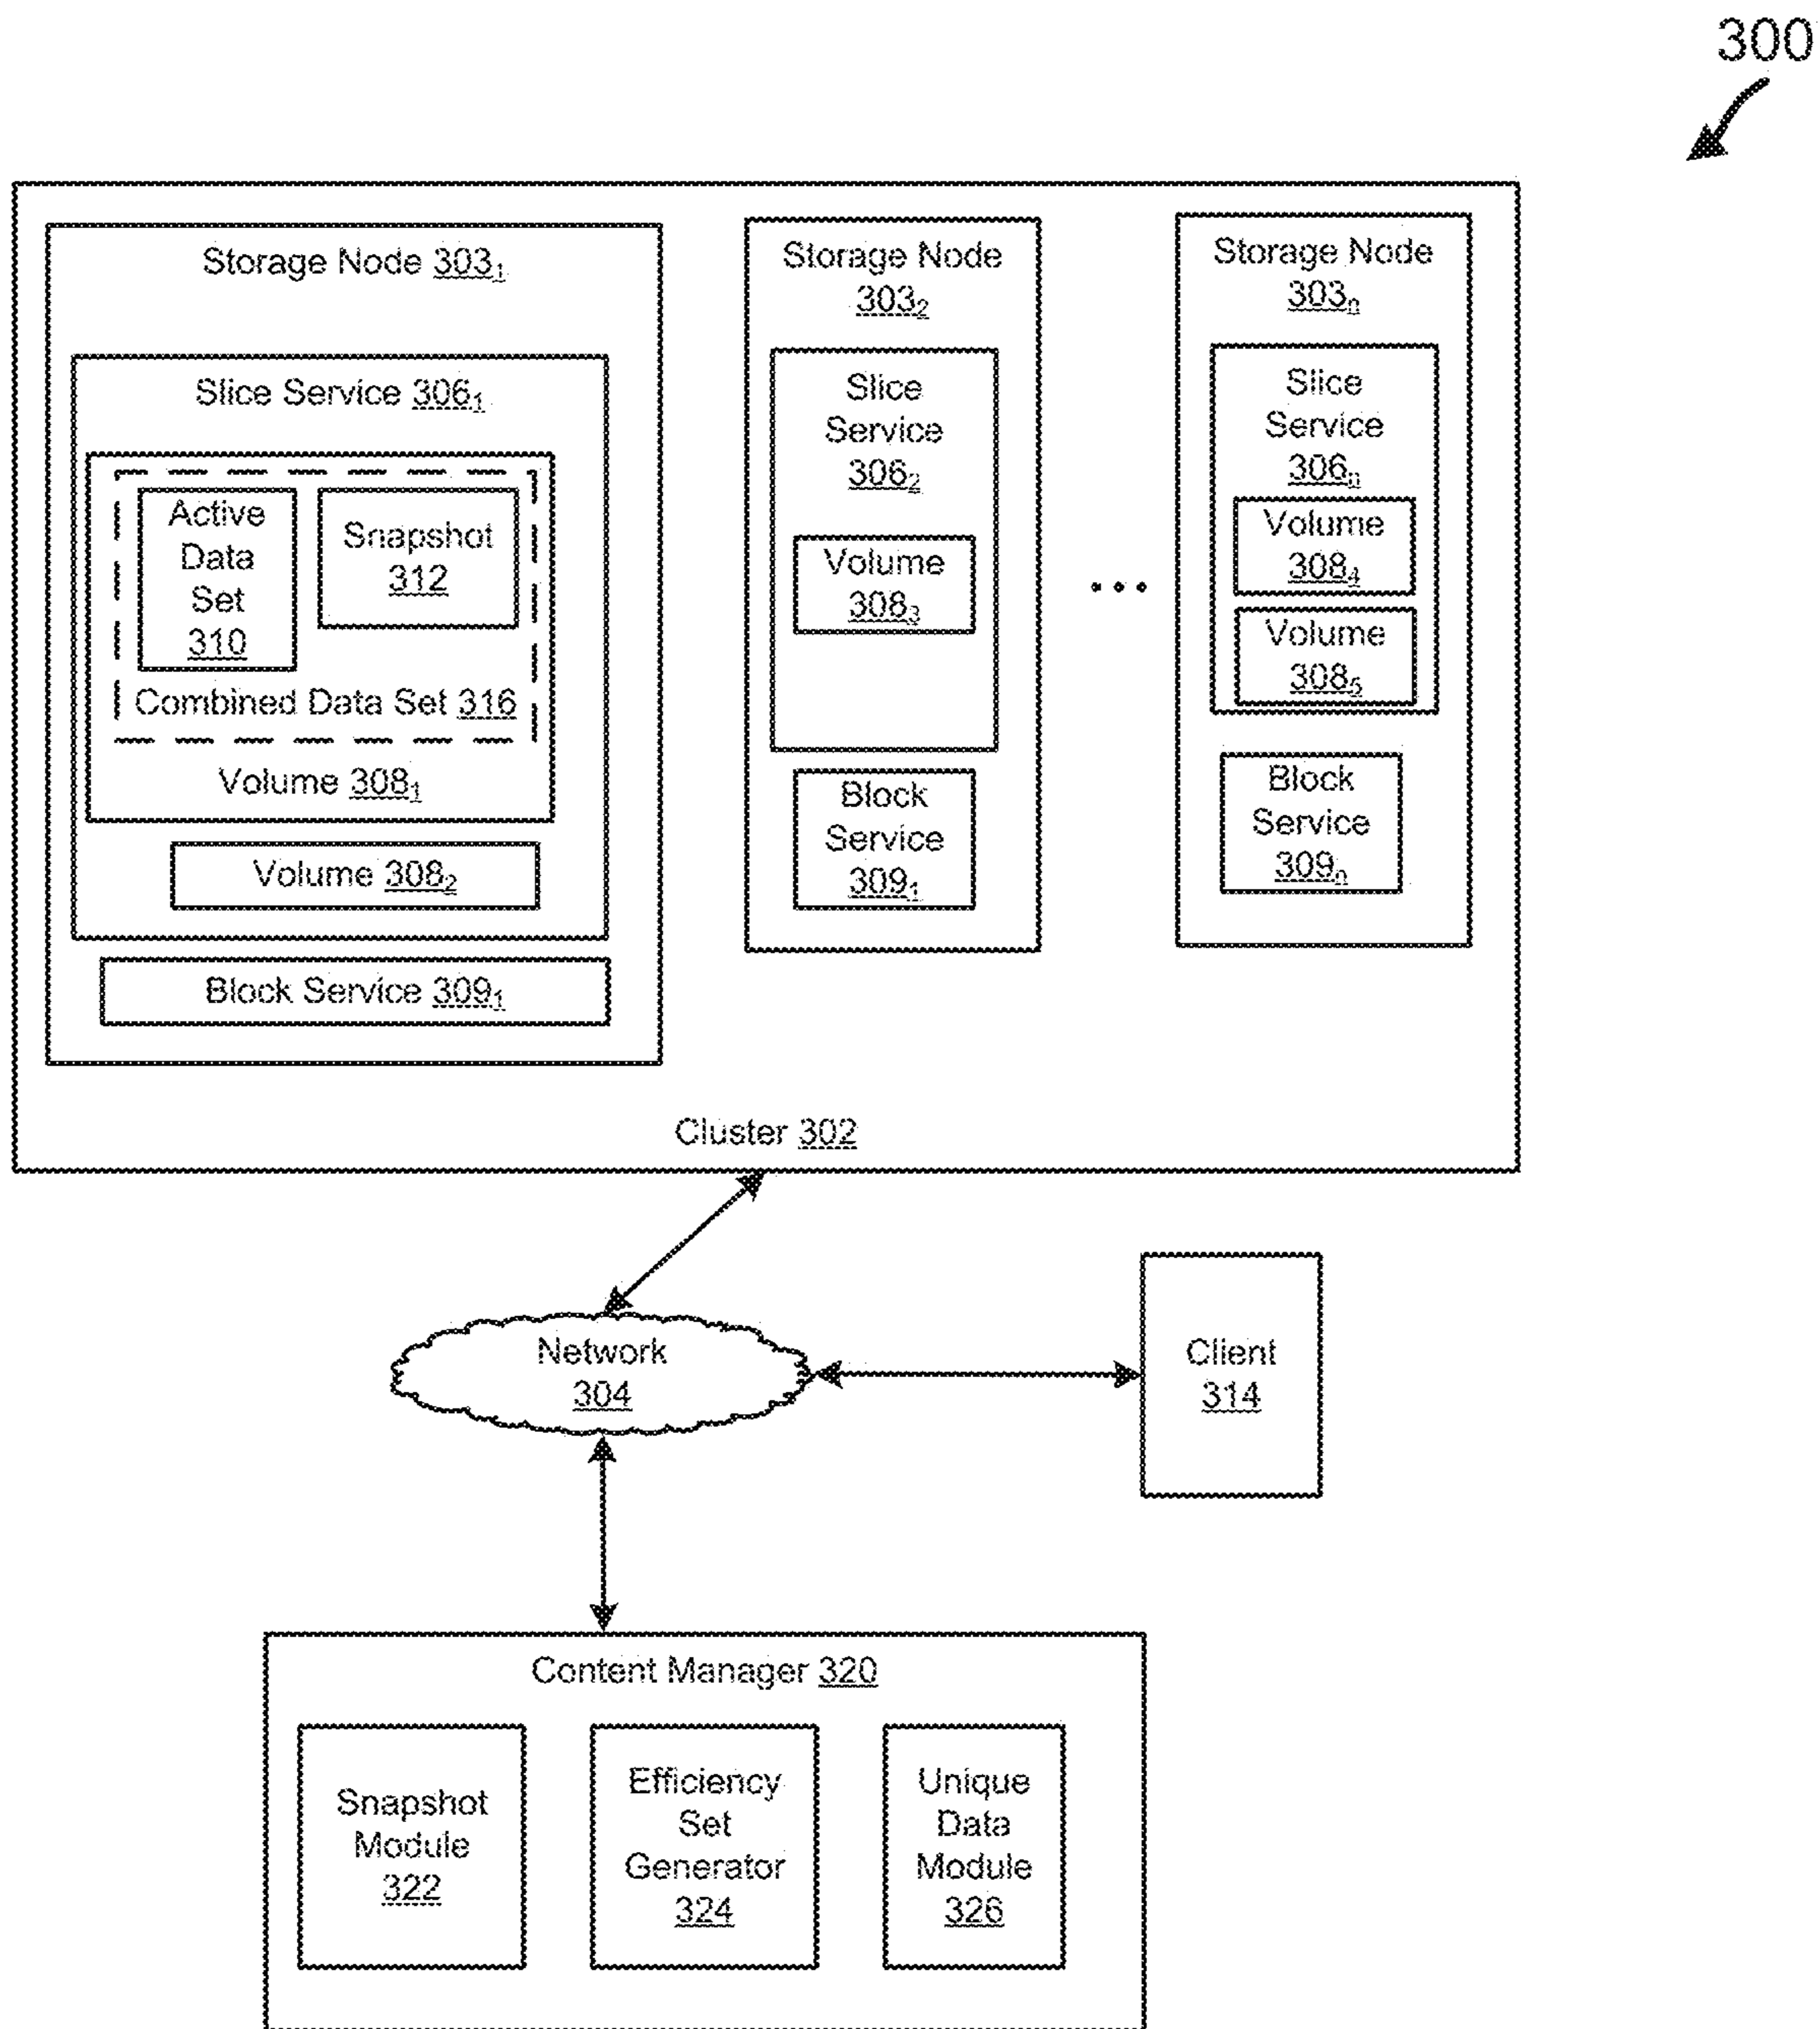 300
Storage Node 303₁
Slice Service 306₁
Active
Data
Set
310
Snapshot
312
Combined Data Set 316
Volume 308₁
Volume 308₂
Block Service 309₁
Storage Node
303₂
Slice
Service
306₂
Volume
308₃
Block
Service
309₁
...
Storage Node
303ₙ
Slice
Service
306ₙ
Volume
308₄
Volume
308₅
Block
Service
309ₙ
Cluster 302
Network
304
Client
314
Content Manager 320
Snapshot
Module
322
Efficiency
Set
Generator
324
Unique
Data
Module
326